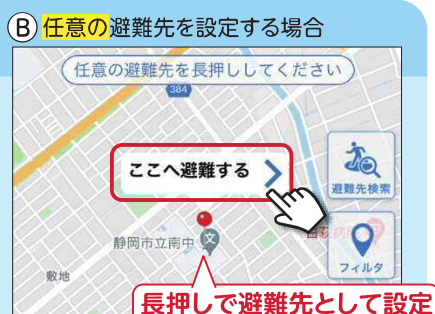 Ⓑ 任意の避難先を設定する場合
任意の避難先を長押ししてください
384
ここへ避難する
避難先検索
静岡市立南中
文
フィルタ
敷地
長押しで避難先として設定